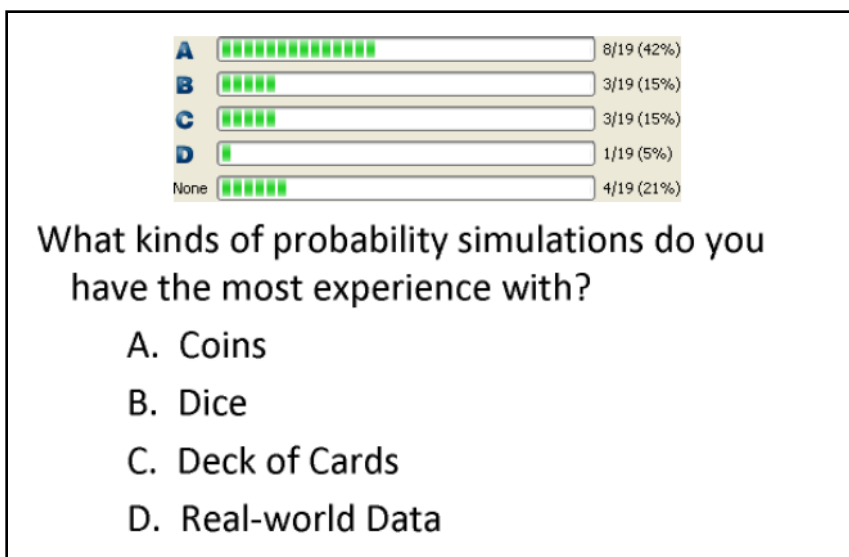 A 8/19 (42%)
B 3/19 (15%)
C 3/19 (15%)
D 1/19 (5%)
None 4/19 (21%)
What kinds of probability simulations do you
have the most experience with?
A. Coins
B. Dice
C. Deck of Cards
D. Real-world Data